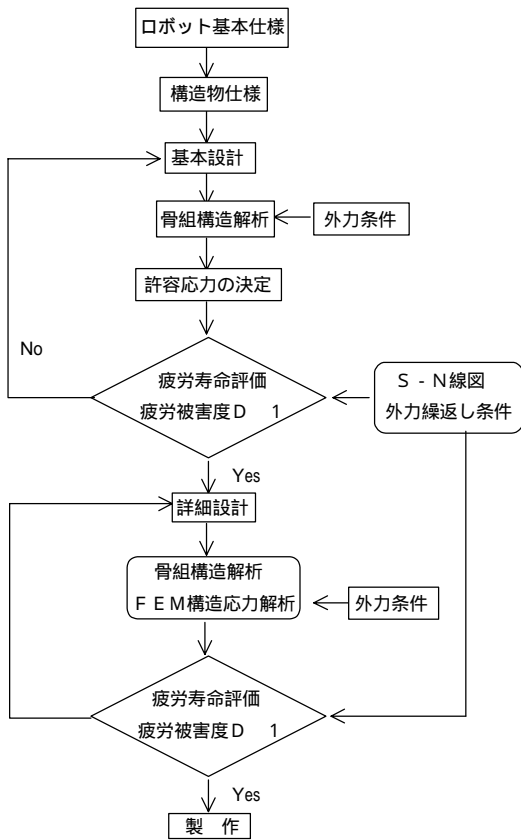 ロボット基本仕様
構造物仕様
基本設計
骨組構造解析
外力条件
許容応力の決定
No
疲労寿命評価
疲労被害度D 1
S-N線図
外力繰返し条件
Yes
詳細設計
骨組構造解析
FEM構造応力解析
外力条件
疲労寿命評価
疲労被害度D 1
Yes
製 作